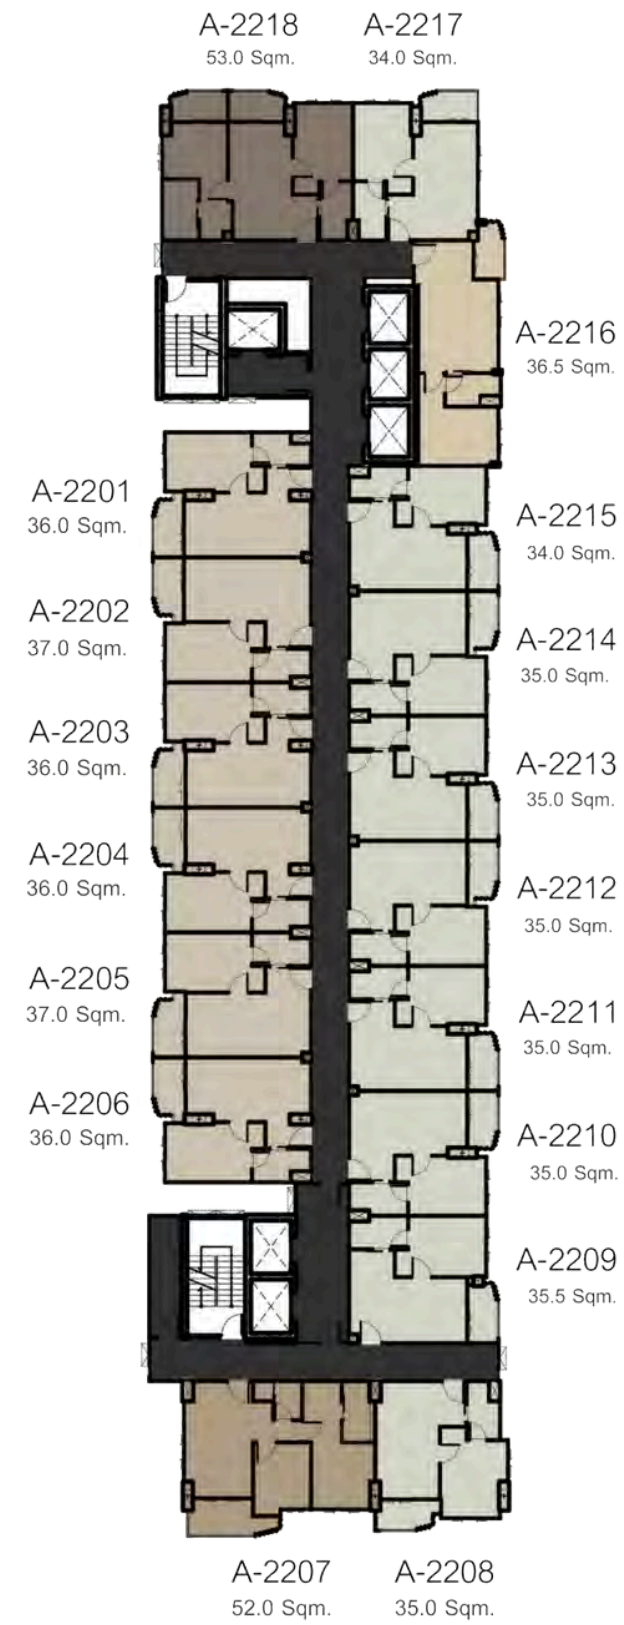 A-2218
53.0 Sqm.
A-2217
34.0 Sqm.
A-2216
36.5 Sqm.
A-2201
36.0 Sqm.
A-2215
34.0 Sqm.
A-2202
37.0 Sqm.
A-2214
35.0 Sqm.
A-2203
36.0 Sqm.
A-2213
35.0 Sqm.
A-2204
36.0 Sqm.
A-2212
35.0 Sqm.
A-2205
37.0 Sqm.
A-2211
35.0 Sqm.
A-2206
36.0 Sqm.
A-2210
35.0 Sqm.
A-2209
35.5 Sqm.
A-2207
52.0 Sqm.
A-2208
35.0 Sqm.